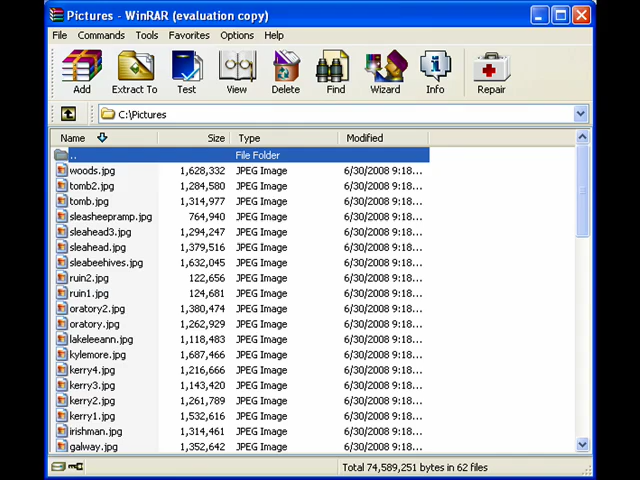 Pictures - WinRAR (evaluation copy)
File Commands Tools Favorites Options Help
Add Extract To Test View Delete Find Wizard Info Repair
C:\Pictures
Name Size Type Modified
.. File Folder
woods.jpg 1,628,332 JPEG Image 6/30/2008 9:18...
tomb2.jpg 1,284,580 JPEG Image 6/30/2008 9:18...
tomb.jpg 1,314,977 JPEG Image 6/30/2008 9:18...
sleasheepramp.jpg 764,940 JPEG Image 6/30/2008 9:18...
sleahead3.jpg 1,294,247 JPEG Image 6/30/2008 9:18...
sleahead.jpg 1,379,516 JPEG Image 6/30/2008 9:18...
sleabeehives.jpg 1,632,045 JPEG Image 6/30/2008 9:18...
ruin2.jpg 122,656 JPEG Image 6/30/2008 9:18...
ruin1.jpg 124,681 JPEG Image 6/30/2008 9:18...
oratory2.jpg 1,380,474 JPEG Image 6/30/2008 9:18...
oratory.jpg 1,262,929 JPEG Image 6/30/2008 9:18...
lakeleeann.jpg 1,118,483 JPEG Image 6/30/2008 9:18...
kylemore.jpg 1,687,466 JPEG Image 6/30/2008 9:18...
kerry4.jpg 1,216,666 JPEG Image 6/30/2008 9:18...
kerry3.jpg 1,143,420 JPEG Image 6/30/2008 9:18...
kerry2.jpg 1,261,789 JPEG Image 6/30/2008 9:18...
kerry1.jpg 1,532,616 JPEG Image 6/30/2008 9:18...
irishman.jpg 1,314,461 JPEG Image 6/30/2008 9:18...
galway.jpg 1,352,642 JPEG Image 6/30/2008 9:18...
Total 74,589,251 bytes in 62 files